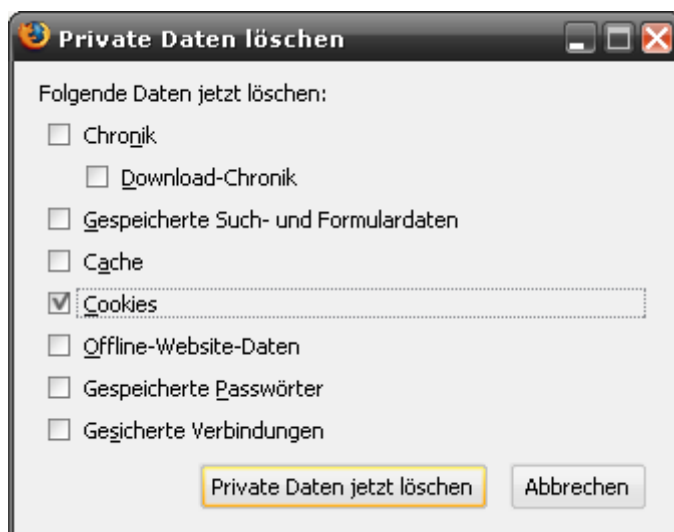 Private Daten löschen
Folgende Daten jetzt löschen:
Chronik
Download-Chronik
Gespeicherte Such- und Formulardaten
Cache
Cookies
Offline-Website-Daten
Gespeicherte Passwörter
Gesicherte Verbindungen
Private Daten jetzt löschen Abbrechen